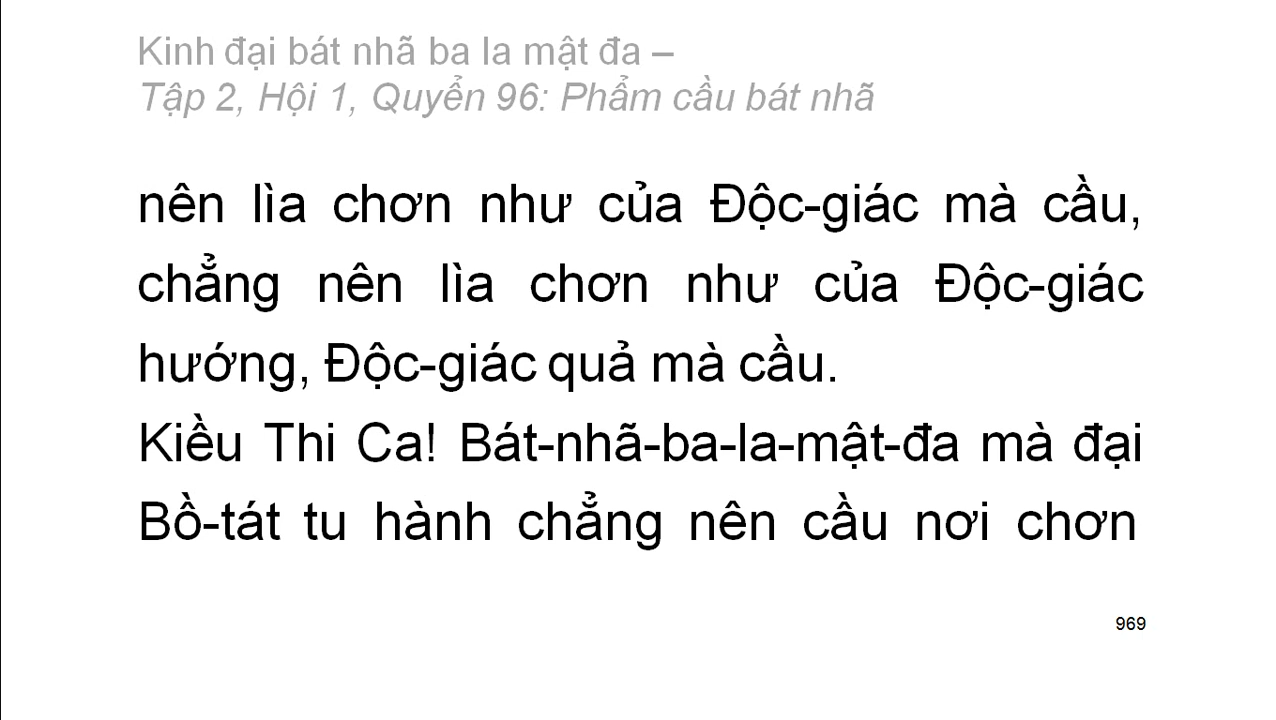 Kinh đại bát nhã ba la mật đa –
Tập 2, Hội 1, Quyển 96: Phẩm cầu bát nhã
nên lìa chơn như của Độc-giác mà cầu,
chẳng nên lìa chơn như của Độc-giác
hướng, Độc-giác quả mà cầu.
Kiều Thi Ca! Bát-nhã-ba-la-mật-đa mà đại
Bồ-tát tu hành chẳng nên cầu nơi chơn
969